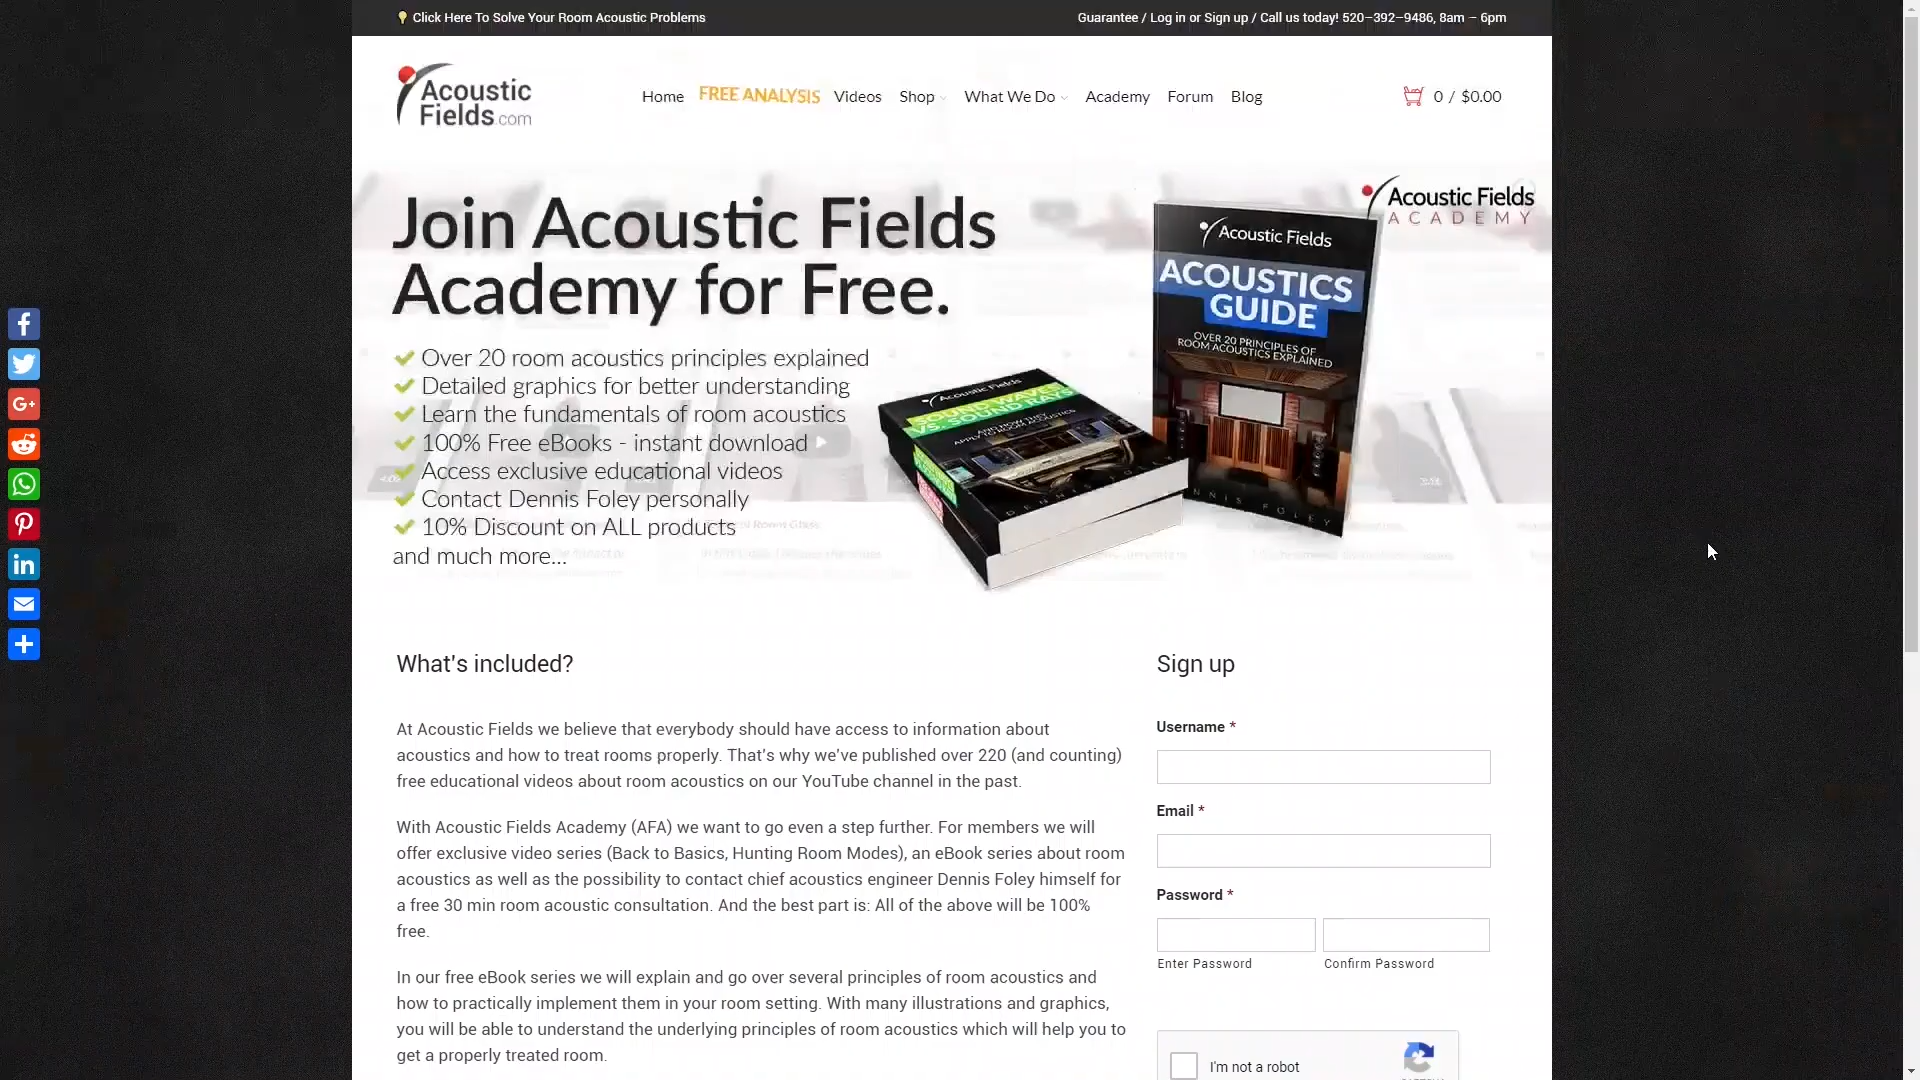 Click Here To Solve Your Room Acoustic Problems
Guarantee / Log in or Sign up / Call us today! 520–392–9486, 8am – 6pm
Acoustic
Fields.com
Home
FREE ANALYSIS
Videos
Shop
What We Do
Academy
Forum
Blog
0 / $0.00
Join Acoustic Fields
Academy for Free.
Over 20 room acoustics principles explained
Detailed graphics for better understanding
Learn the fundamentals of room acoustics
100% Free eBooks - instant download
Access exclusive educational videos
Contact Dennis Foley personally
10% Discount on ALL products
and much more...
Acoustic Fields
ACADEMY
Acoustic Fields
ACOUSTICS
GUIDE
OVER 20 PRINCIPLES OF
ROOM ACOUSTICS EXPLAINED
Acoustic Fields
SOUND WAVES
VS. SOUND RAYS
What's included?
At Acoustic Fields we believe that everybody should have access to information about
acoustics and how to treat rooms properly. That's why we've published over 220 (and counting)
free educational videos about room acoustics on our YouTube channel in the past.
With Acoustic Fields Academy (AFA) we want to go even a step further. For members we will
offer exclusive video series (Back to Basics, Hunting Room Modes), an eBook series about room
acoustics as well as the possibility to contact chief acoustics engineer Dennis Foley himself for
a free 30 min room acoustic consultation. And the best part is: All of the above will be 100%
free.
In our free eBook series we will explain and go over several principles of room acoustics and
how to practically implement them in your room setting. With many illustrations and graphics,
you will be able to understand the underlying principles of room acoustics which will help you to
get a properly treated room.
Sign up
Username *
Email *
Password *
Enter Password
Confirm Password
I'm not a robot